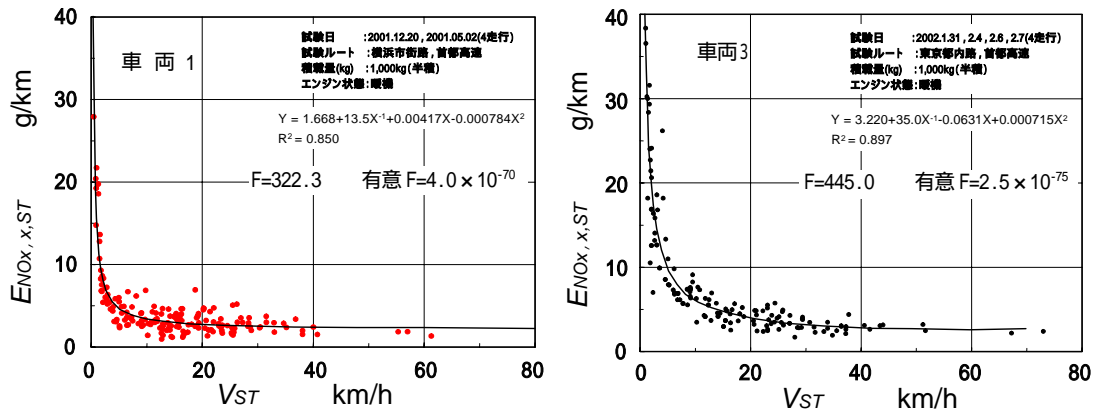 車 両 1
試験日 :2001.12.20 , 2001.05.02(4走行)
試験ルート :横浜市街路 , 首都高速
積載量(kg) :1,000kg(半積)
エンジン状態:暖機
Y = 1.668+13.5X⁻¹+0.00417X-0.000784X²
R² = 0.850
F=322.3 有意 F=4.0×10⁻⁷⁰
40
30
20
10
0
g/km
E_NOx , x,ST
0 20 40 60 80
V_ST km/h
車両3
試験日 :2002.1.31 , 2.4 , 2.6 , 2.7(4走行)
試験ルート :東京都内路 , 首都高速
積載量(kg) :1,000kg(半積)
エンジン状態:暖機
Y = 3.220+35.0X⁻¹-0.0631X+0.000715X²
R² = 0.897
F=445.0 有意 F=2.5×10⁻⁷⁵
40
30
20
10
0
g/km
E_NOx , x,ST
0 20 40 60 80
V_ST km/h